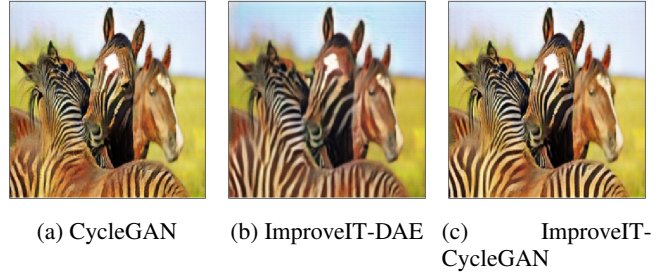 (a) CycleGAN
(b) ImproveIT-DAE
(c) ImproveIT-
CycleGAN